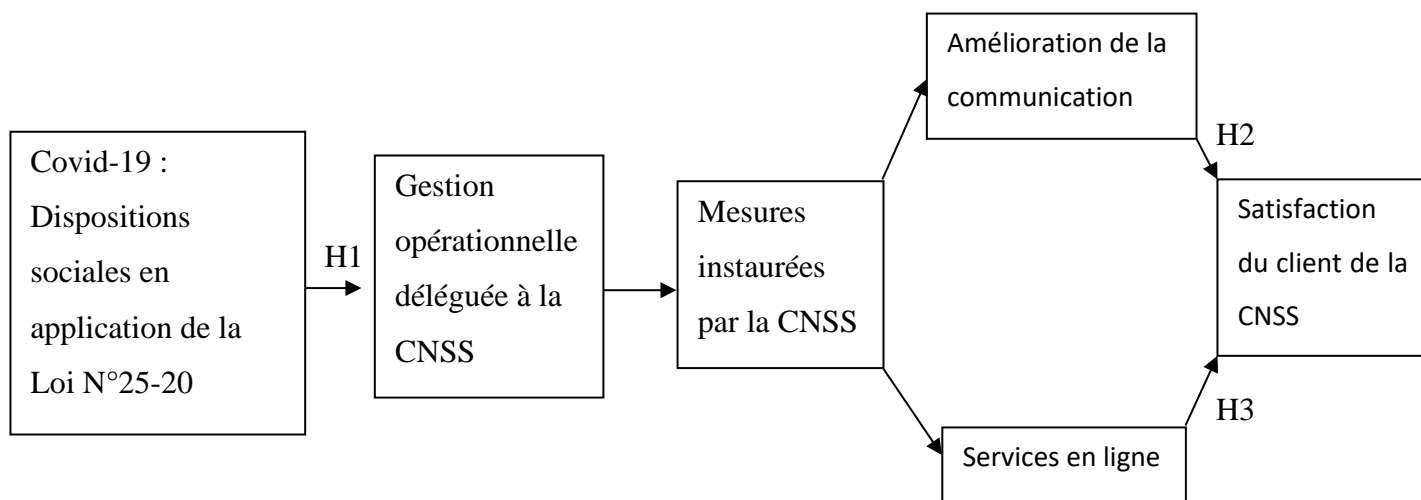 Covid-19 :
Dispositions
sociales en
application de la
Loi N°25-20
H1
Gestion
opérationnelle
déléguée à la
CNSS
Mesures
instaurées
par la CNSS
Amélioration de la
communication
H2
Services en ligne
H3
Satisfaction
du client de la
CNSS